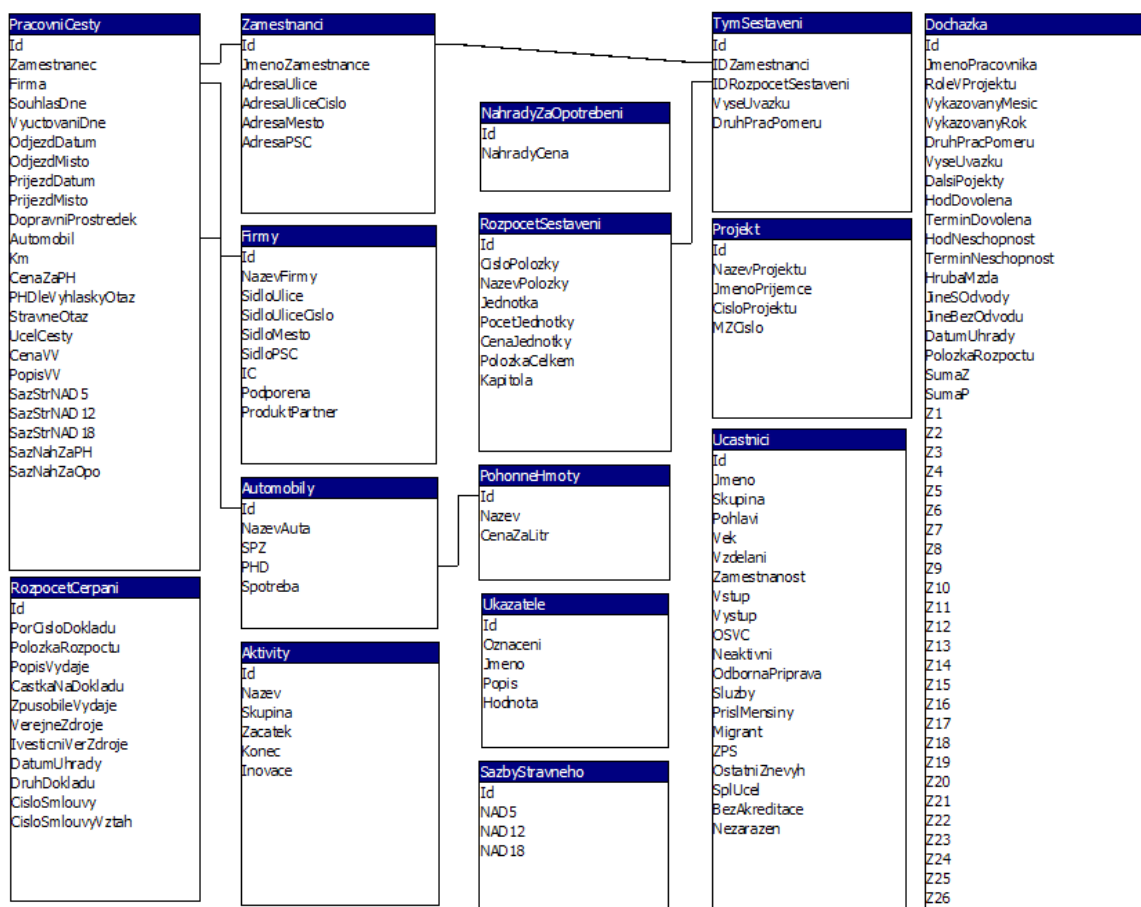 PracovníCesty
Id
Zamestnanec
Firma
SouhlasDne
VyuctovaniDne
OdjezdDatum
OdjezdMisto
PrijezdDatum
PrijezdMisto
DopravniProstredek
Automobil
Km
CenaZaPH
PHDleVyhlaskyOtaz
StravneOtaz
UcelCesty
CenaVV
PopisVV
SazStrNAD5
SazStrNAD12
SazStrNAD18
SazNahZaPH
SazNahZaOpo
RozpocetCerpani
Id
PorCisloDokladu
PolozkaRozpoctu
PopisVydaje
CastkaNaDokladu
ZpusobileVydaje
VerejneZdroje
IvesticniVerZdroje
DatumUhrady
DruhDokladu
CisloSmlouvy
CisloSmlouvyVztah
Zamestnanci
Id
JmenoZamestnance
AdresaUlice
AdresaUliceCislo
AdresaMesto
AdresaPSC
Firmy
Id
NazevFirmy
SidloUlice
SidloUliceCislo
SidloMesto
SidloPSC
IC
Podporena
ProduktPartner
Automobily
Id
NazevAuta
SPZ
PHD
Spotreba
Aktivity
Id
Nazev
Skupina
Zacatek
Konec
Inovace
NahradyZaOpotrebeni
Id
NahradyCena
RozpocetSestaveni
Id
CisloPolozky
NazevPolozky
Jednotka
PocetJednotky
CenaJednotky
PolozkaCelkem
Kapitola
PohonneHmoty
Id
Nazev
CenaZaLitr
Ukazatele
Id
Oznaceni
Jmeno
Popis
Hodnota
SazbyStravneho
Id
NAD5
NAD12
NAD18
TymSestaveni
Id
IDZamestnanci
IDRozpocetSestaveni
VyseUvazku
DruhPracPomeru
Projekt
Id
NazevProjektu
JmenoPrijemce
CisloProjektu
MZCislo
Ucastnici
Id
Jmeno
Skupina
Pohlavi
Vek
Vzdelani
Zamestnanost
Vstup
Vystup
OSVC
Neaktivni
OdbornaPriprava
Sluzby
PrislMensiny
Migrant
ZPS
OstatniZnevyh
SplUcel
BezAkreditace
Nezarazen
Dochazka
Id
JmenoPracovnika
RoleVProjektu
VykazovanyMesic
VykazovanyRok
DruhPracPomeru
VyseUvazku
DalsiPojekty
HodDovolena
TerminDovolena
HodNeschopnost
TerminNeschopnost
HrubaMzda
JineSOdvody
JineBezOdvodu
DatumUhrady
PolozkaRozpoctu
SumaZ
SumaP
Z1
Z2
Z3
Z4
Z5
Z6
Z7
Z8
Z9
Z10
Z11
Z12
Z13
Z14
Z15
Z16
Z17
Z18
Z19
Z20
Z21
Z22
Z23
Z24
Z25
Z26